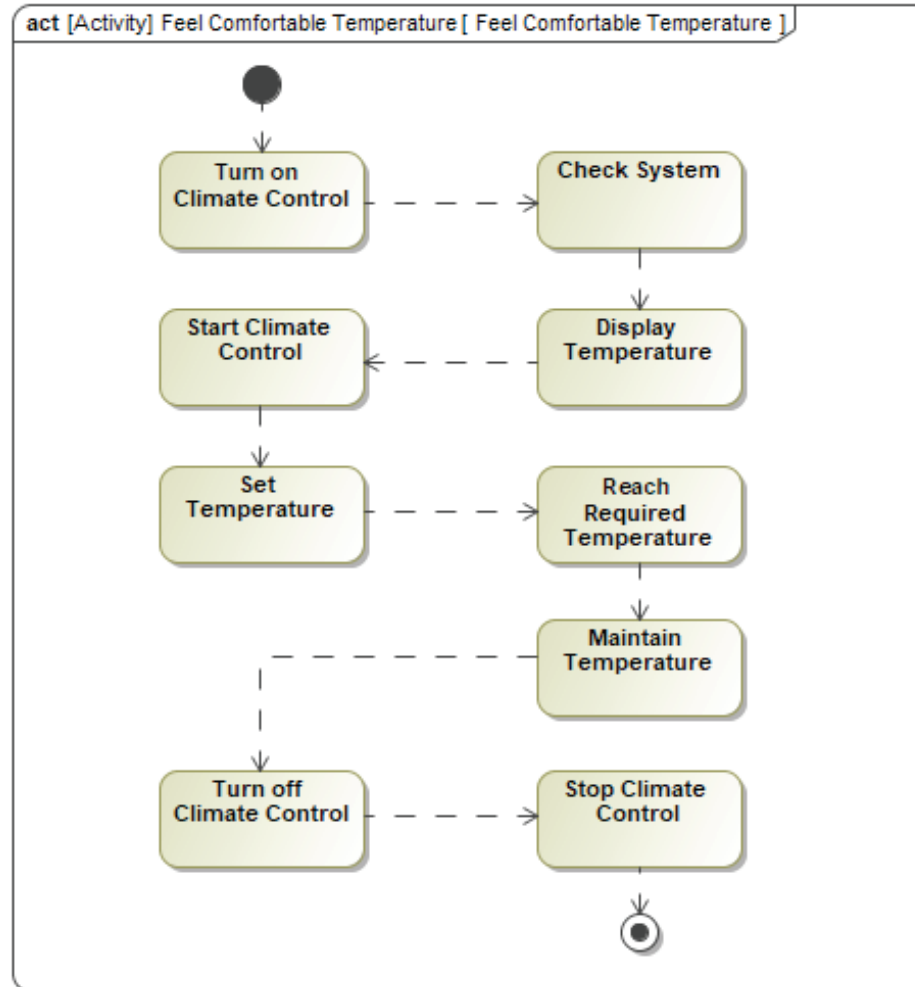 act [Activity] Feel Comfortable Temperature [ Feel Comfortable Temperature ]
Turn on
Climate Control
Check System
Start Climate
Control
Display
Temperature
Set
Temperature
Reach
Required
Temperature
Maintain
Temperature
Turn off
Climate Control
Stop Climate
Control